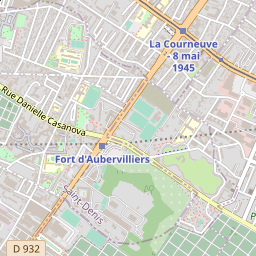 La Courneuve
- 8 mai
1945
Rue Danielle Casanova
Fort d'Aubervilliers
Saint-Denis
D 932